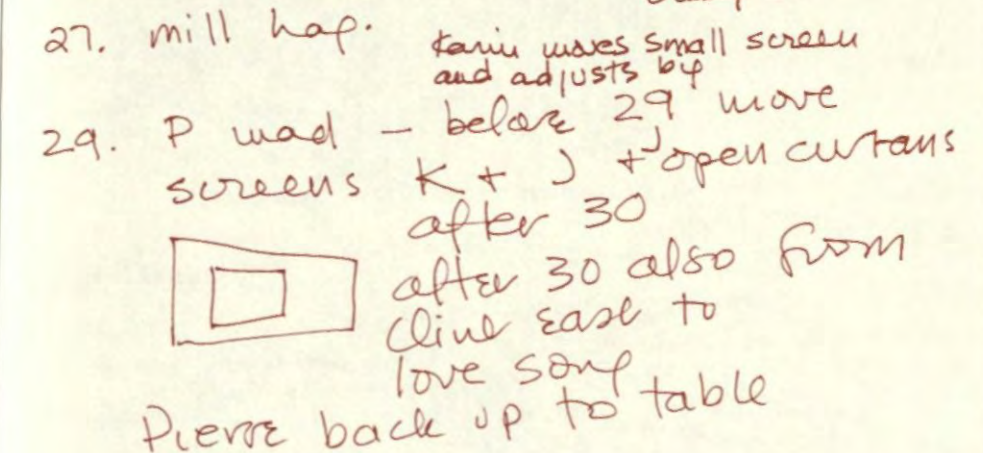 27. mill hap.
Karin moves small screen
and adjusts by
29. P mad - before 29 move
screens K + J + open curtans
after 30
after 30 also from
Cline ease to
love song
Pierre back up to table